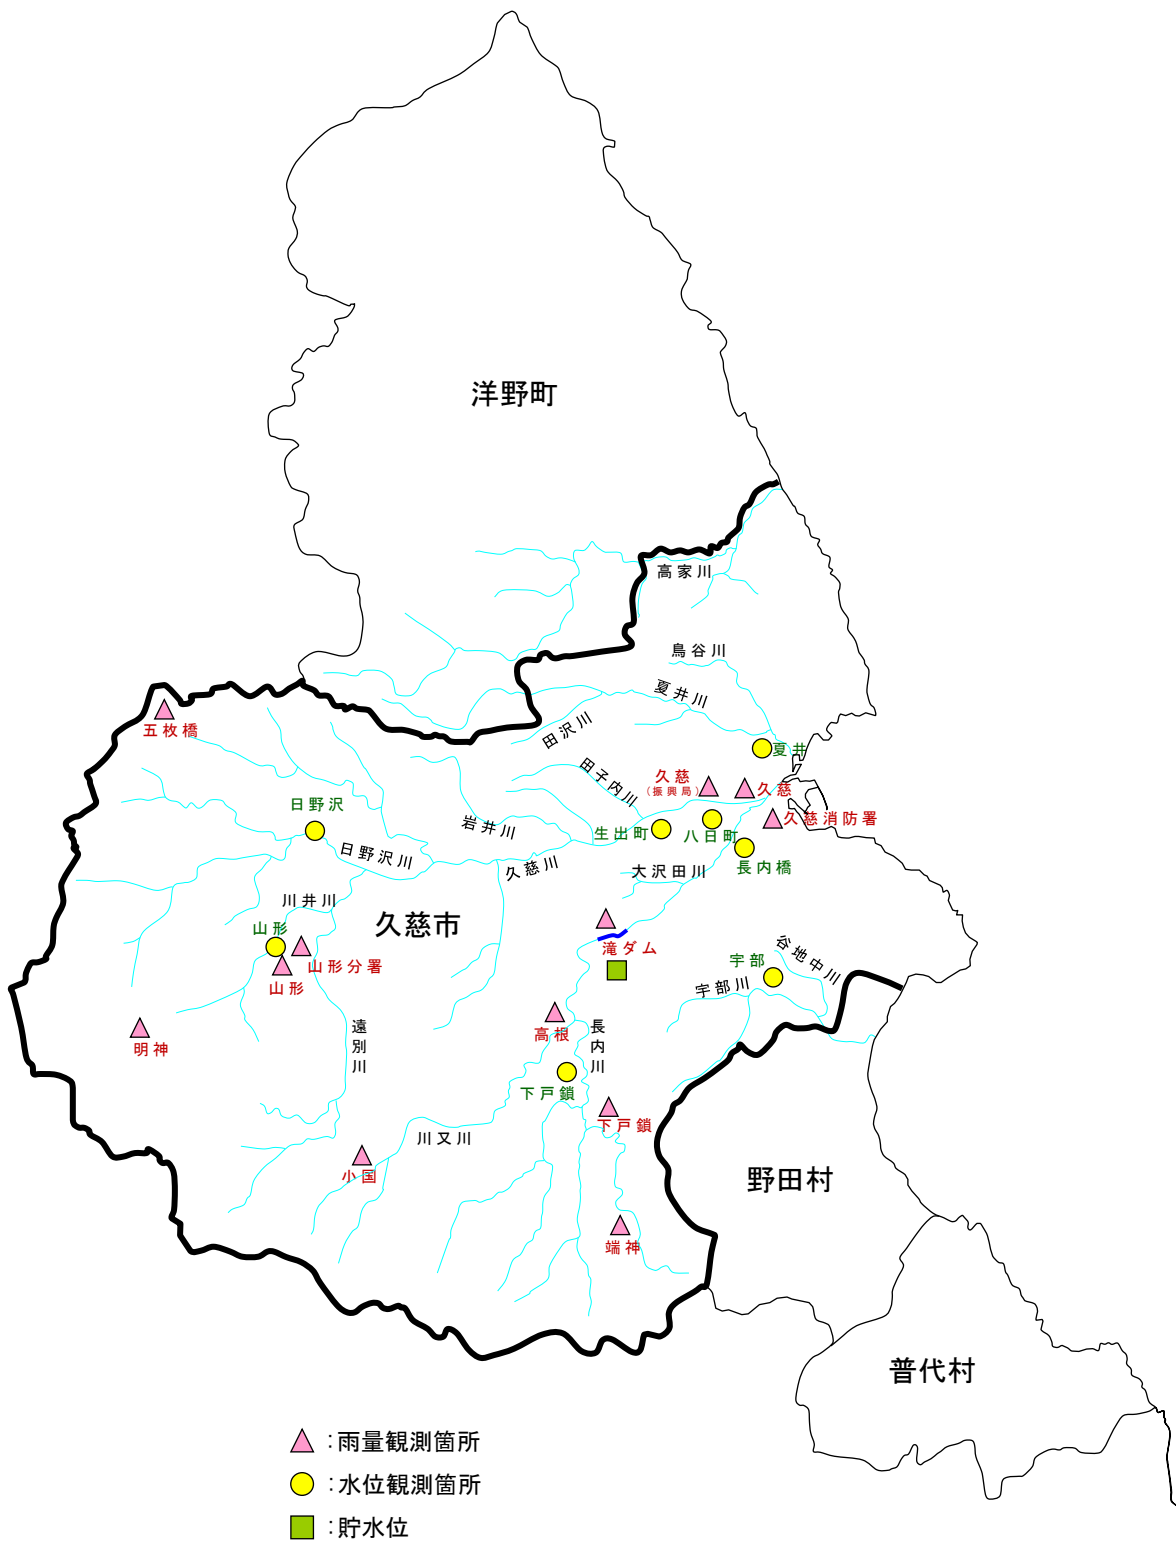 洋野町
高家川
鳥谷川
夏井川
五枚橋
田沢川
夏井
田子内川
久慈
(振興局)
久慈
日野沢
久慈消防署
岩井川
生出町
八日町
日野沢川
久慈川
大沢田川
長内橋
川井川
久慈市
山形
滝ダム
谷地中川
宇部
山形分署
山形
宇部川
遠別川
高根
長内川
明神
下戸鎖
下戸鎖
川又川
小国
野田村
端神
普代村
:雨量観測箇所
:水位観測箇所
:貯水位